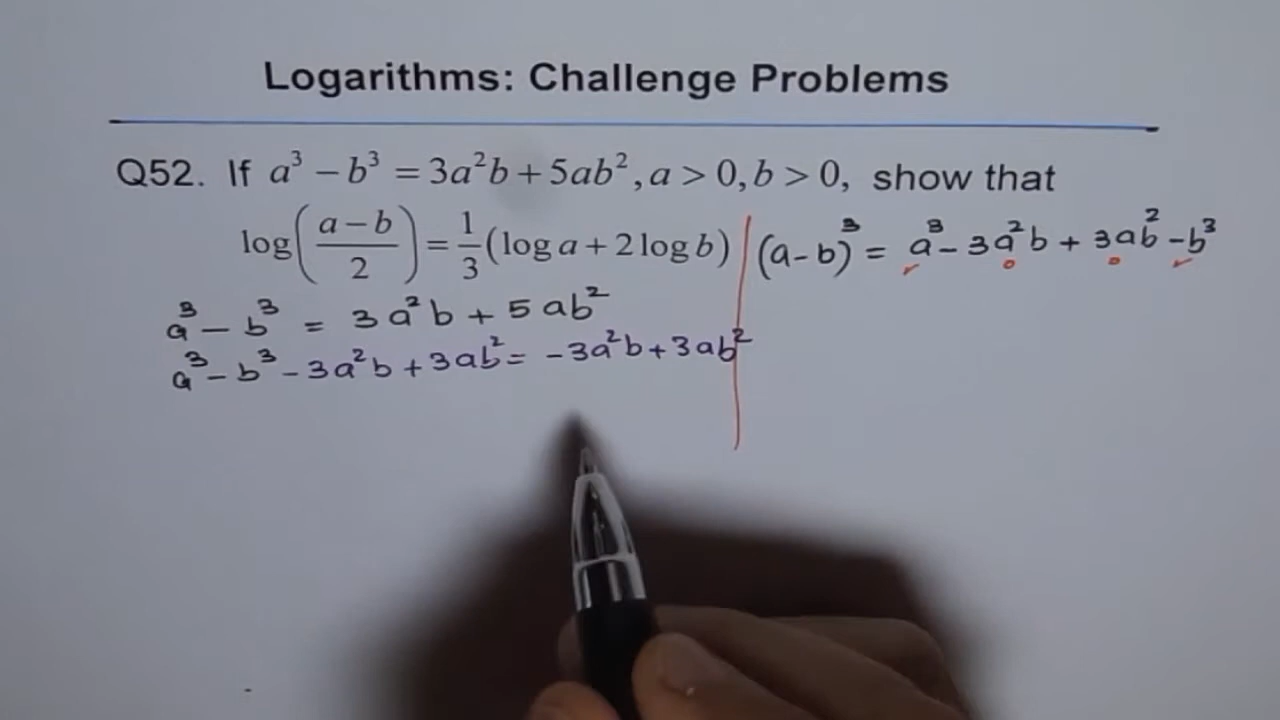 Logarithms: Challenge Problems
Q52. If a³ − b³ = 3a²b + 5ab², a > 0, b > 0, show that
log((a − b)/2) = 1/3 (log a + 2 log b)
(a − b)³ = a³ − 3a²b + 3ab² − b³
a³ − b³ = 3a²b + 5ab²
a³ − b³ − 3a²b + 3ab² = −3a²b + 3ab²